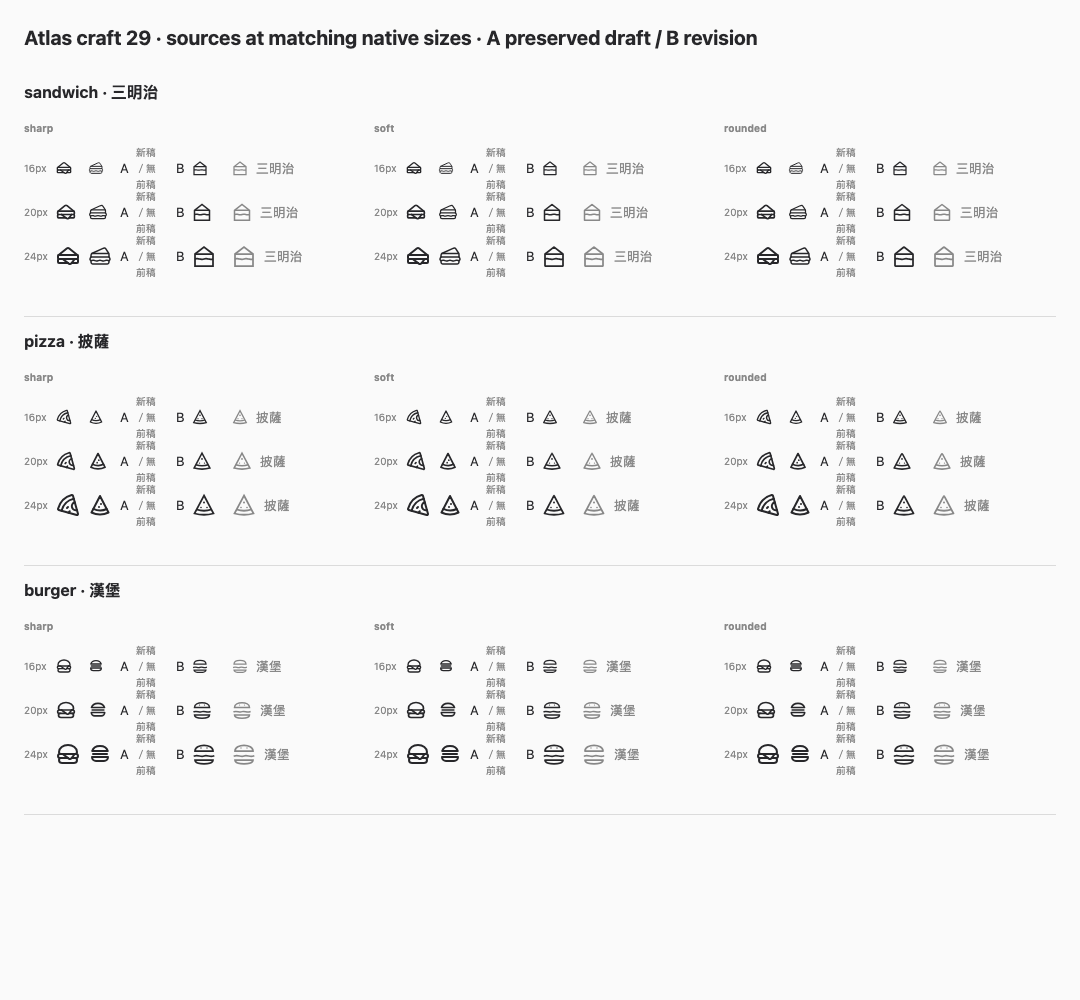 Atlas craft 29 · sources at matching native sizes · A preserved draft / B revision
sandwich · 三明治
sharp
16px A 新稿 / 無前稿 B 三明治
20px A 新稿 / 無前稿 B 三明治
24px A 新稿 / 無前稿 B 三明治
soft
16px A 新稿 / 無前稿 B 三明治
20px A 新稿 / 無前稿 B 三明治
24px A 新稿 / 無前稿 B 三明治
rounded
16px A 新稿 / 無前稿 B 三明治
20px A 新稿 / 無前稿 B 三明治
24px A 新稿 / 無前稿 B 三明治
pizza · 披薩
sharp
16px A 新稿 / 無前稿 B 披薩
20px A 新稿 / 無前稿 B 披薩
24px A 新稿 / 無前稿 B 披薩
soft
16px A 新稿 / 無前稿 B 披薩
20px A 新稿 / 無前稿 B 披薩
24px A 新稿 / 無前稿 B 披薩
rounded
16px A 新稿 / 無前稿 B 披薩
20px A 新稿 / 無前稿 B 披薩
24px A 新稿 / 無前稿 B 披薩
burger · 漢堡
sharp
16px A 新稿 / 無前稿 B 漢堡
20px A 新稿 / 無前稿 B 漢堡
24px A 新稿 / 無前稿 B 漢堡
soft
16px A 新稿 / 無前稿 B 漢堡
20px A 新稿 / 無前稿 B 漢堡
24px A 新稿 / 無前稿 B 漢堡
rounded
16px A 新稿 / 無前稿 B 漢堡
20px A 新稿 / 無前稿 B 漢堡
24px A 新稿 / 無前稿 B 漢堡